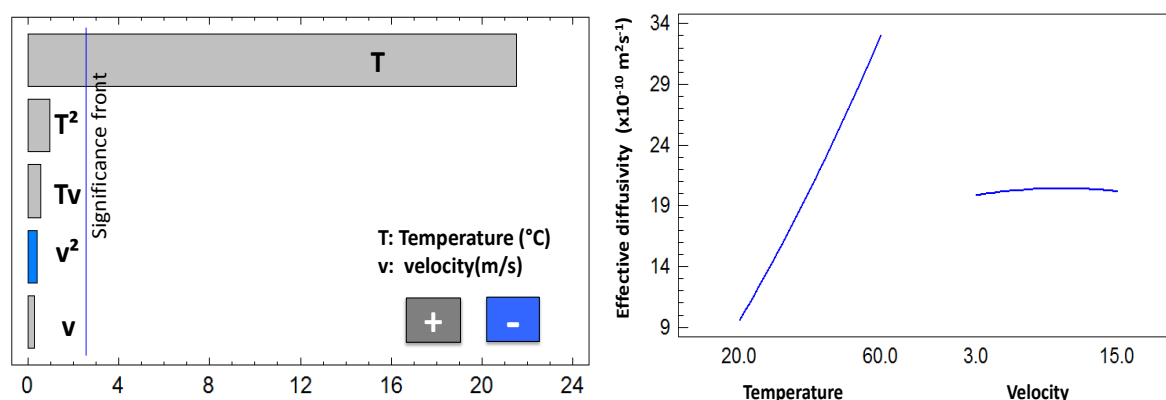 T
T²
Tv
v²
v
Significance front
T: Temperature (°C)
v: velocity(m/s)
+
-
0 4 8 12 16 20 24
Effective diffusivity (x10⁻¹⁰ m²s⁻¹)
34
29
24
19
14
9
20.0 60.0 3.0 15.0
Temperature Velocity